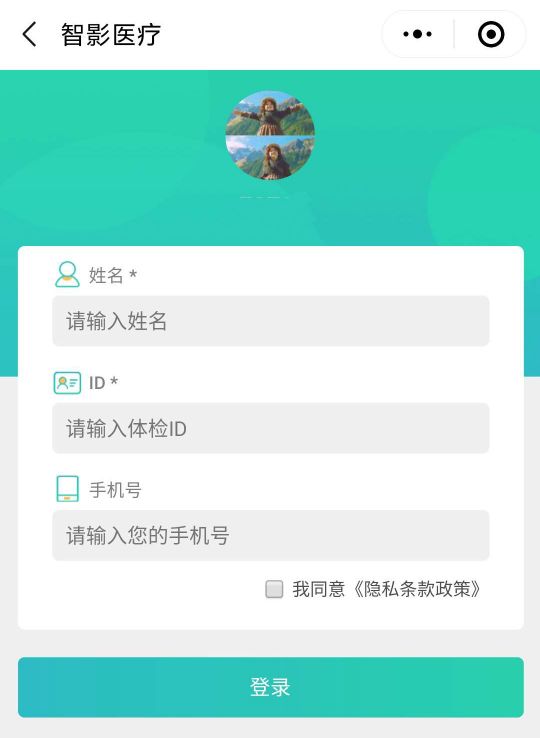 智影医疗
姓名 *
请输入姓名
ID *
请输入体检ID
手机号
请输入您的手机号
我同意《隐私条款政策》
登录